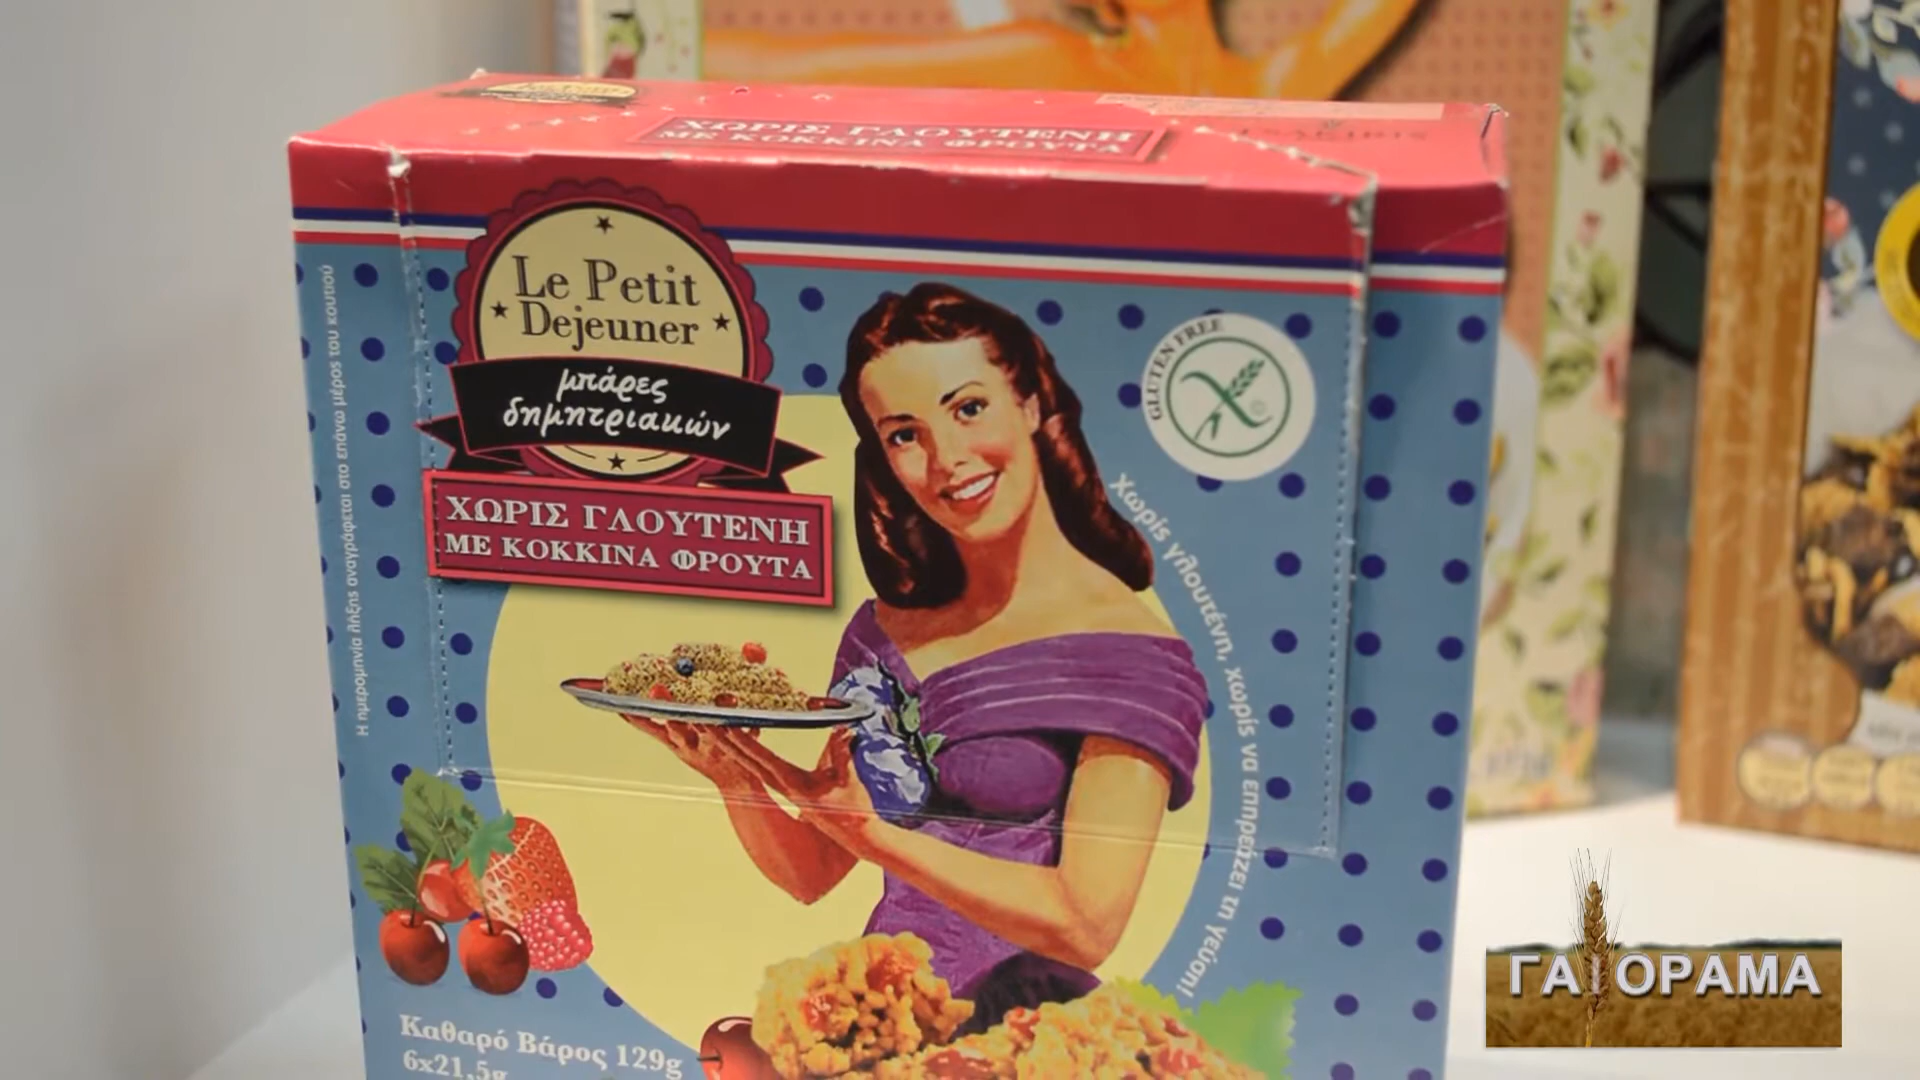 ΧΩΡΙΣ ΓΛΟΥΤΕΝΗ
ΜΕ ΚΟΚΚΙΝΑ ΦΡΟΥΤΑ
Le Petit
Dejeuner
μπάρες
δημητριακών
ΧΩΡΙΣ ΓΛΟΥΤΕΝΗ
ΜΕ ΚΟΚΚΙΝΑ ΦΡΟΥΤΑ
GLUTEN FREE
Χωρίς γλουτένη, χωρίς να επηρεάζει τη γεύση!
Η ημερομηνία λήξης αναγράφεται στο επάνω μέρος του κουτιού
Καθαρό Βάρος 129g
6x21,5g
ΓΑΙΟΡΑΜΑ